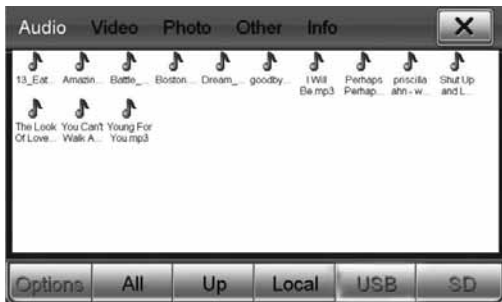 Audio Video Photo Other Info X
13_Eat... Amazin... Battle_... Boston... Dream_... goodby... I Will Perhaps priscilla Shut Up
Be.mp3 Perhap... ahn - w... and L...
The Look You Can't Young For
Of Love... Walk A... You.mp3
Options All Up Local USB SD